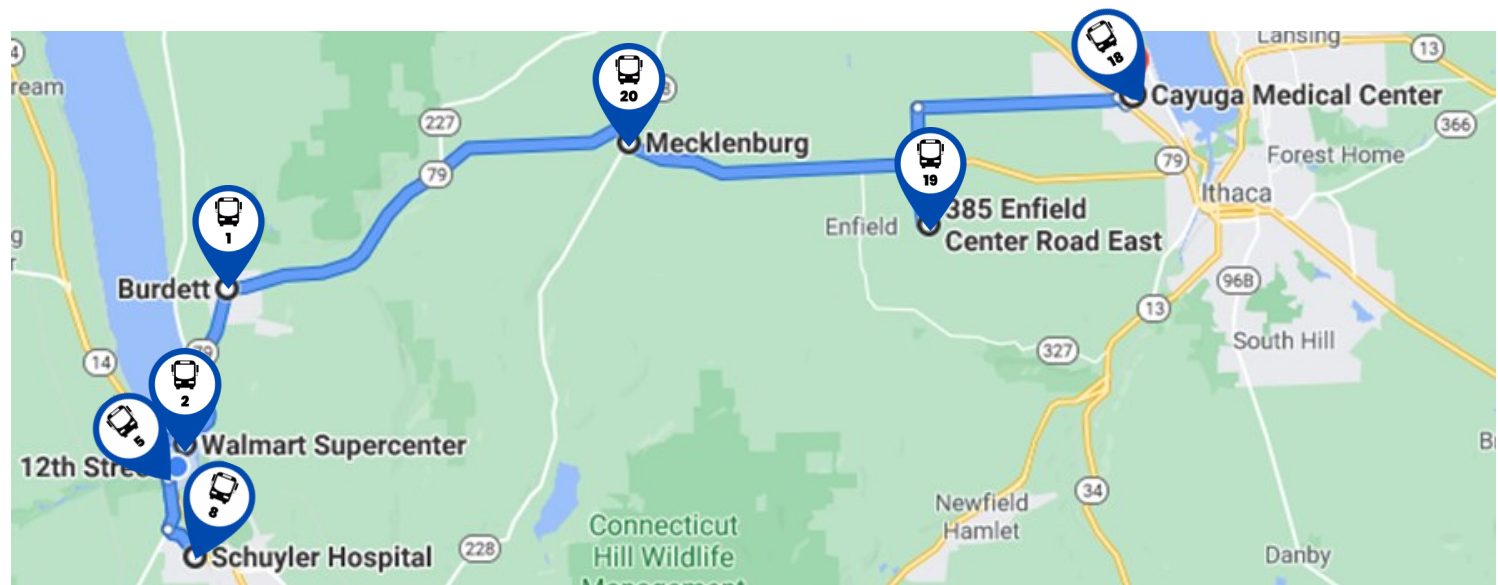 Lansing
13
18
Cayuga Medical Center
366
Forest Home
79
Ithaca
20
Mecklenburg
227
79
19
385 Enfield
Center Road East
Enfield
1
Burdett
96B
13
South Hill
327
14
79
2
Walmart Supercenter
5
12th
8
Schuyler Hospital
228
Connecticut
Hill Wildlife
Management
Newfield
Hamlet
34
Danby